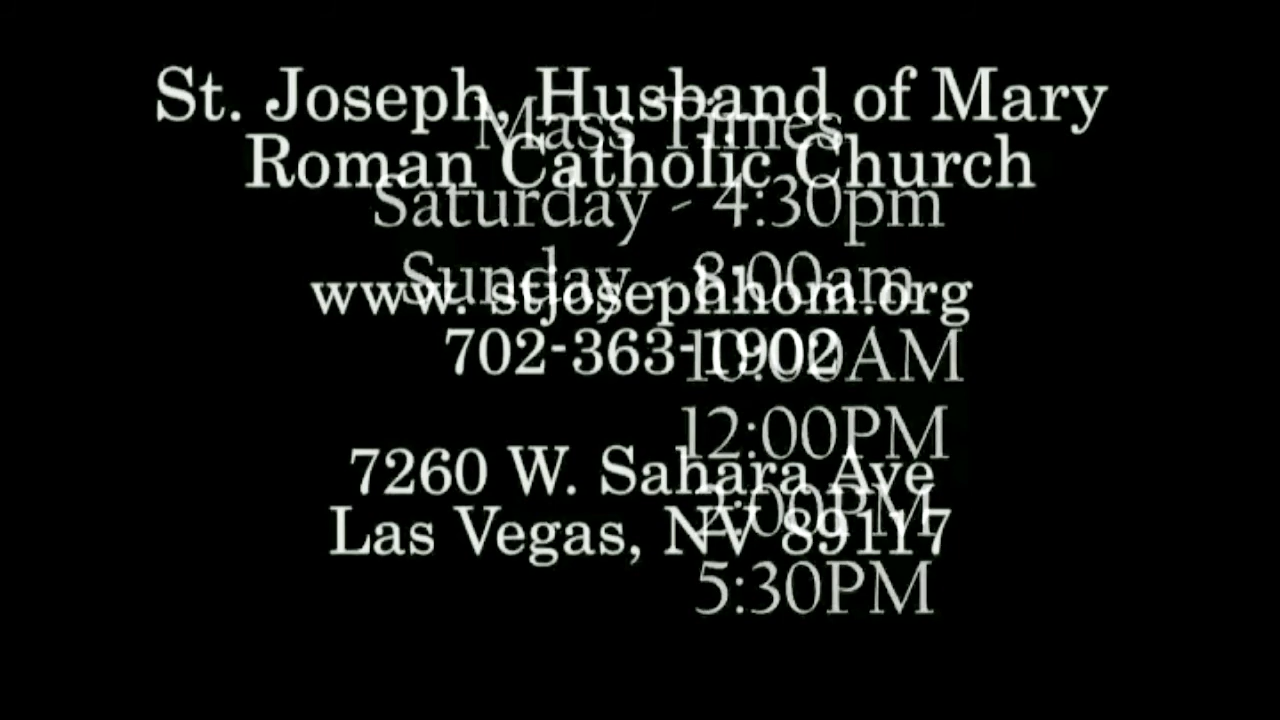 St. Joseph, Husband of Mary
Roman Catholic Church
www. stjosephhom.org
702-363-1902
7260 W. Sahara Ave
Las Vegas, NV 89117
Mass Times
Saturday - 4:30pm
Sunday - 8:00am
10:00AM
12:00PM
5:30PM